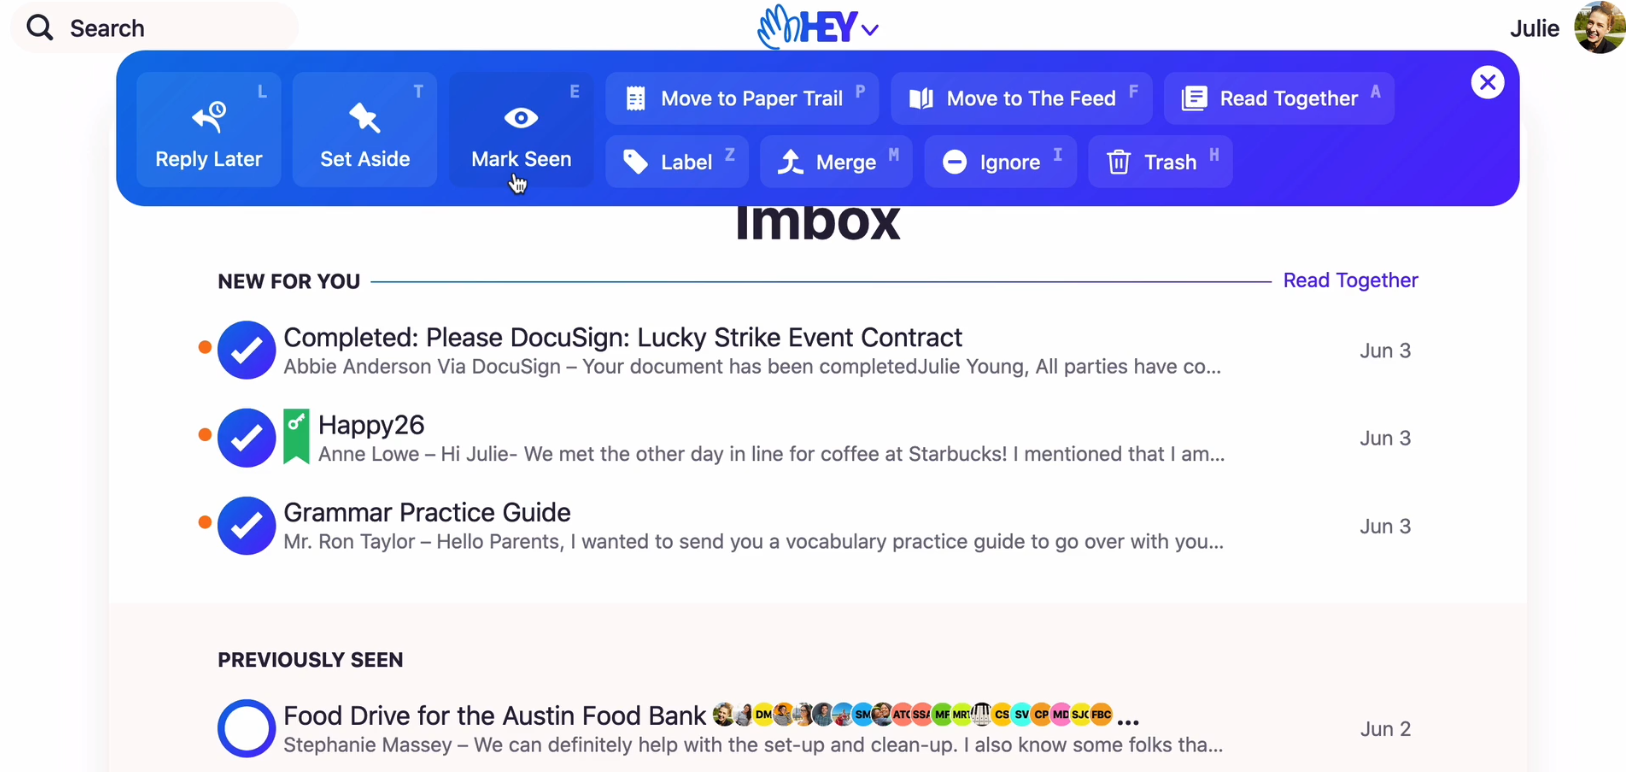 Search
HEY
Julie
L
Reply Later
T
Set Aside
E
Mark Seen
Move to Paper Trail P
Move to The Feed F
Read Together A
Label Z
Merge M
Ignore I
Trash H
Imbox
NEW FOR YOU
Read Together
Completed: Please DocuSign: Lucky Strike Event Contract
Abbie Anderson Via DocuSign – Your document has been completedJulie Young, All parties have co...
Jun 3
Happy26
Anne Lowe – Hi Julie- We met the other day in line for coffee at Starbucks! I mentioned that I am...
Jun 3
Grammar Practice Guide
Mr. Ron Taylor – Hello Parents, I wanted to send you a vocabulary practice guide to go over with you...
Jun 3
PREVIOUSLY SEEN
Food Drive for the Austin Food Bank DM SM ATC SSA MF MRT CS SV CP MD SJC FBC ...
Stephanie Massey – We can definitely help with the set-up and clean-up. I also know some folks tha...
Jun 2